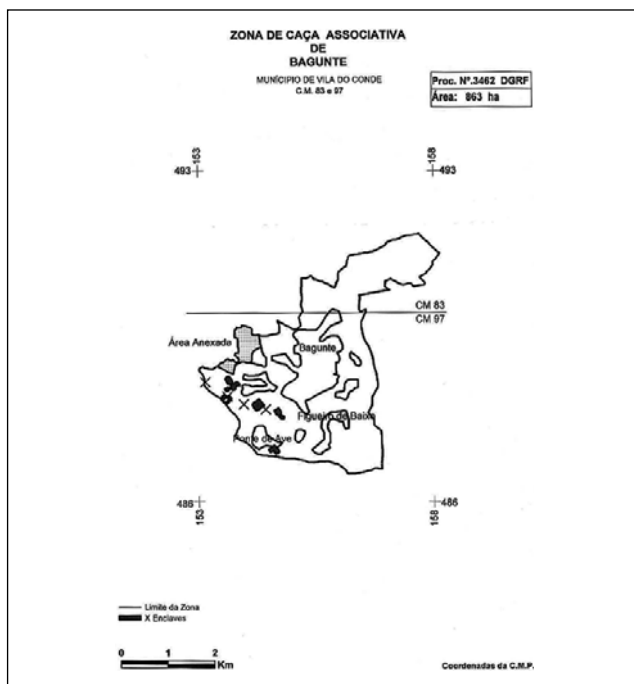 ZONA DE CAÇA ASSOCIATIVA
DE
BAGUNTE
MUNICIPIO DE VILA DO CONDE
C.M. 83 e 97
Proc. Nº.3462 DGRF
Área: 863 ha
153
158
493
493
CM 83
CM 97
Área Anexada
Bagunte
Figueiró de Baixo
Ponte de Ave
486
486
153
158
Limite da Zona
X Enclaves
0 1 2
Km
Coordenadas da C.M.P.